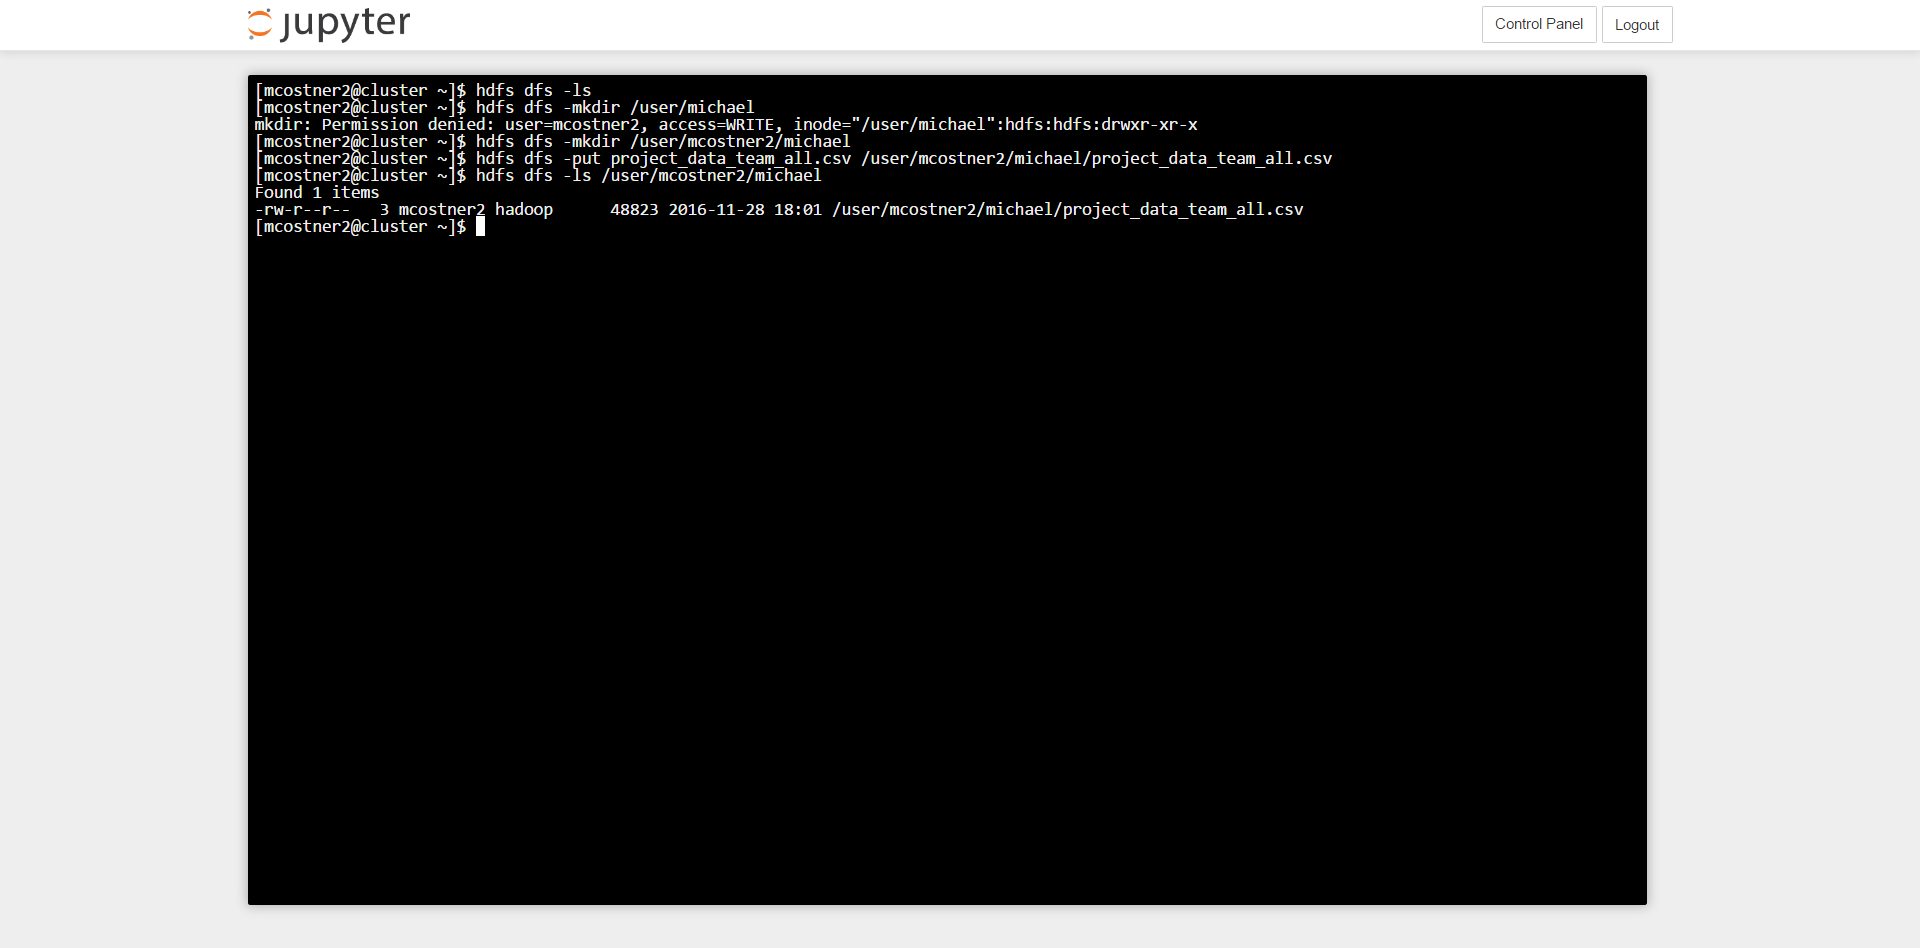 jupyter
Control Panel
Logout
[mcostner2@cluster ~]$ hdfs dfs -ls
[mcostner2@cluster ~]$ hdfs dfs -mkdir /user/michael
mkdir: Permission denied: user=mcostner2, access=WRITE, inode="/user/michael":hdfs:hdfs:drwxr-xr-x
[mcostner2@cluster ~]$ hdfs dfs -mkdir /user/mcostner2/michael
[mcostner2@cluster ~]$ hdfs dfs -put project_data_team_all.csv /user/mcostner2/michael/project_data_team_all.csv
[mcostner2@cluster ~]$ hdfs dfs -ls /user/mcostner2/michael
Found 1 items
-rw-r--r--   3 mcostner2 hadoop      48823 2016-11-28 18:01 /user/mcostner2/michael/project_data_team_all.csv
[mcostner2@cluster ~]$